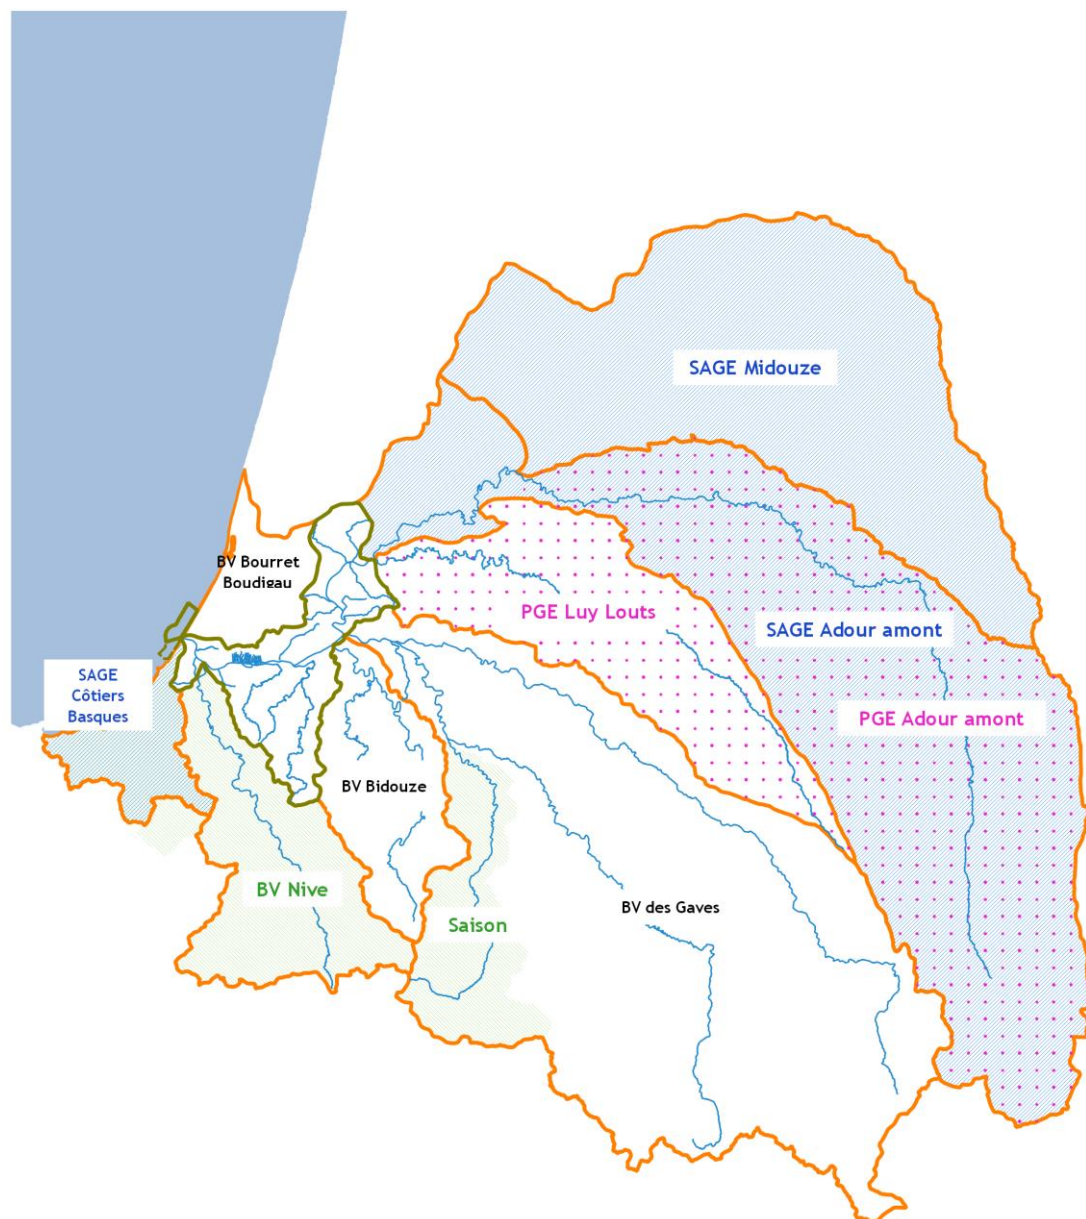 SAGE Midouze
BV Bourret
Boudigau
PGE Luy Louts
SAGE Adour amont
SAGE
Côtiers
Basques
PGE Adour amont
BV Bidouze
BV Nive
BV des Gaves
Saison